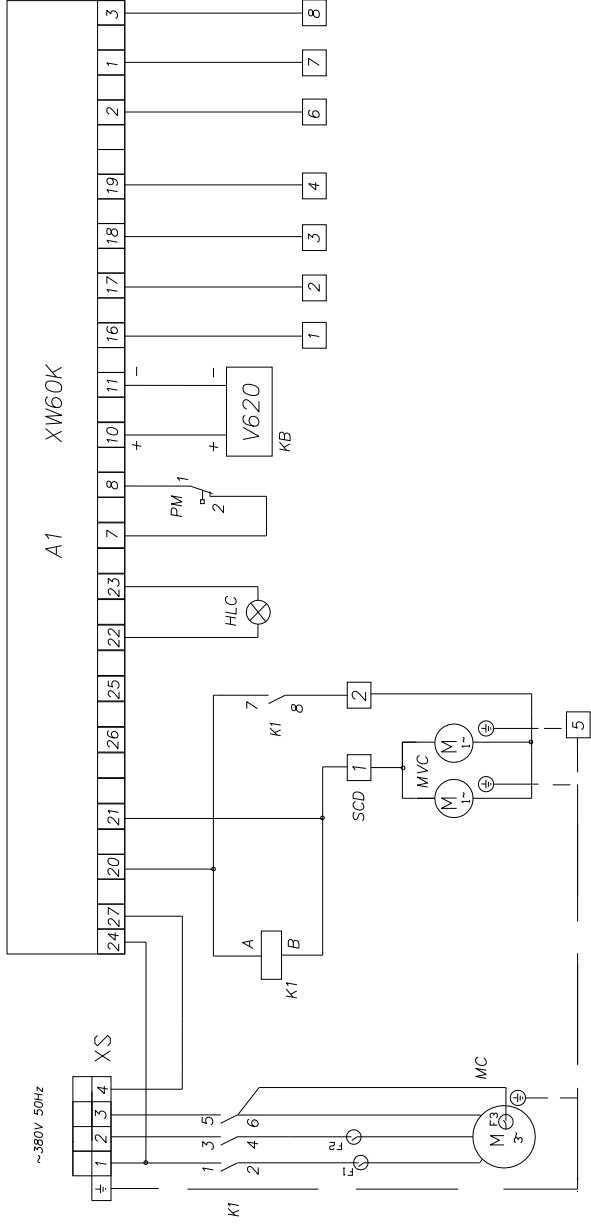 A1 XW60K
24 27 20 21 26 25 22 23 7 8 10 11 16 17 18 19 2 1 3
~380V 50Hz
XS
1 2 3 4
+ -
+ -
V620
KB
PM
1
2
HLC
1 2 3 4 6 7 8
A
B
K1
7
8
K1
SCD
1 2
MVC
M 1~
M 1~
5
K1
1 3 5
2 4 6
F1 F2
MC
M 3~
F3